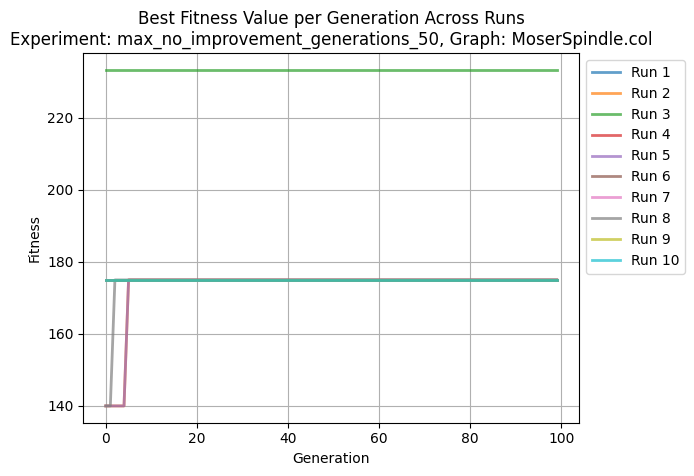 Best Fitness Value per Generation Across Runs
Experiment: max_no_improvement_generations_50, Graph: MoserSpindle.col
Fitness
220
200
180
160
140
0 20 40 60 80 100
Generation
Run 1
Run 2
Run 3
Run 4
Run 5
Run 6
Run 7
Run 8
Run 9
Run 10